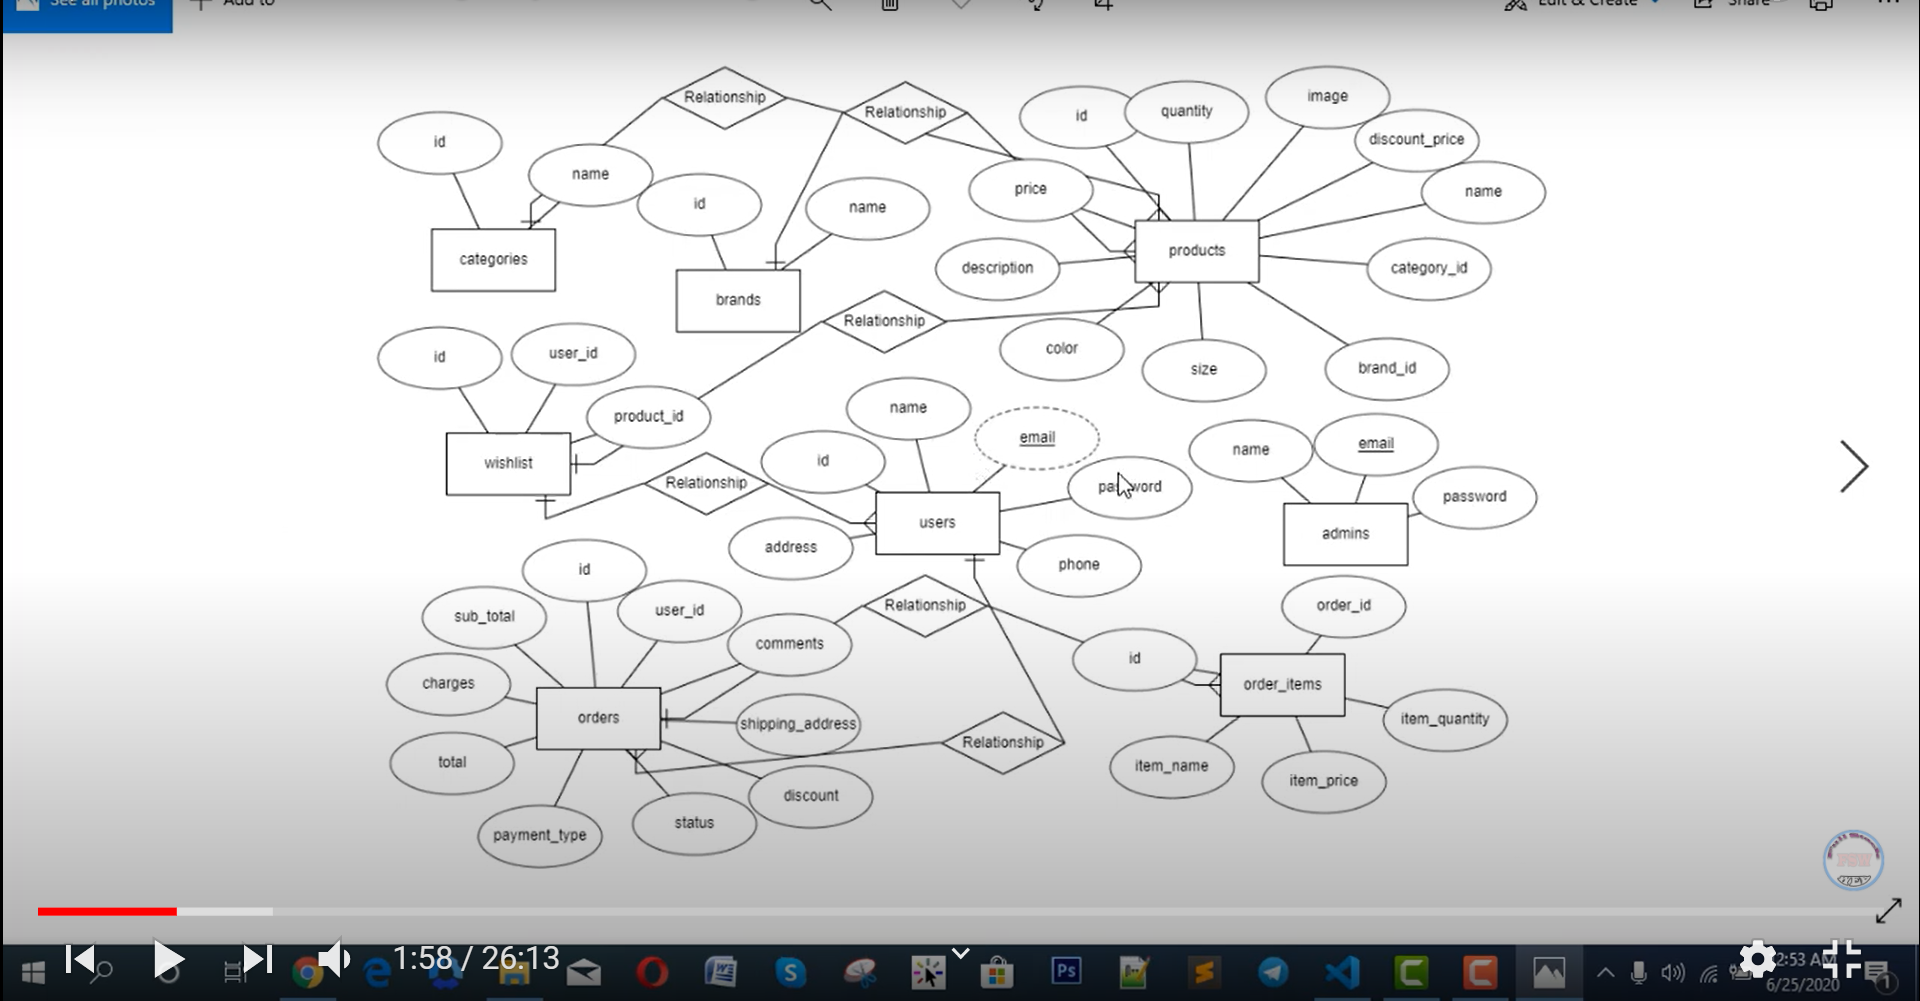 See all photos
Add to
Edit & Create
Share
Relationship
Relationship
id
quantity
image
discount_price
name
id
name
id
name
price
products
description
category_id
categories
brands
Relationship
color
size
brand_id
id
user_id
product_id
wishlist
Relationship
name
email
id
password
users
address
phone
name
email
password
admins
id
sub_total
user_id
comments
Relationship
order_id
charges
id
order_items
orders
shipping_address
item_quantity
total
Relationship
item_name
item_price
discount
status
payment_type
1:58 / 26:13
2:53 AM
6/25/2020
Ps
1